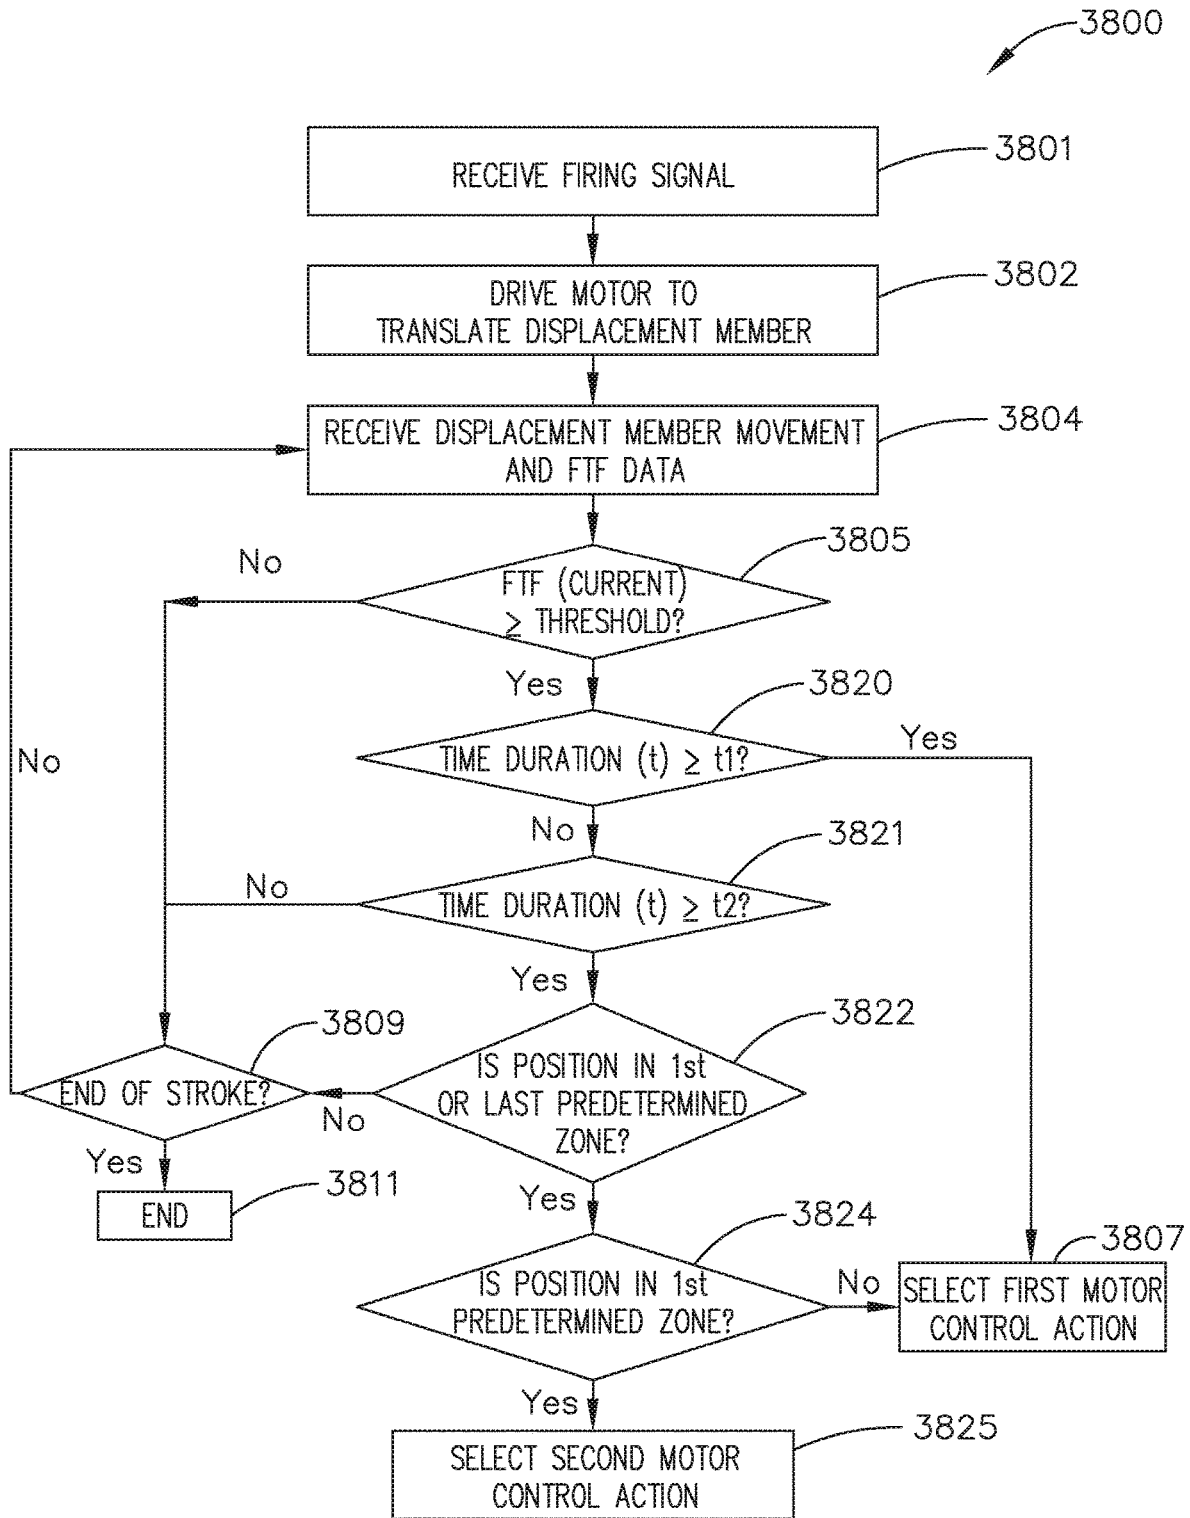 3800
RECEIVE FIRING SIGNAL
3801
DRIVE MOTOR TO
TRANSLATE DISPLACEMENT MEMBER
3802
RECEIVE DISPLACEMENT MEMBER MOVEMENT
AND FTF DATA
3804
FTF (CURRENT)
≥ THRESHOLD?
3805
No
Yes
TIME DURATION (t) ≥ t1?
3820
Yes
No
No
TIME DURATION (t) ≥ t2?
3821
No
Yes
IS POSITION IN 1st
OR LAST PREDETERMINED
ZONE?
3822
No
END OF STROKE?
3809
Yes
END
3811
Yes
IS POSITION IN 1st
PREDETERMINED ZONE?
3824
No
SELECT FIRST MOTOR
CONTROL ACTION
3807
Yes
SELECT SECOND MOTOR
CONTROL ACTION
3825